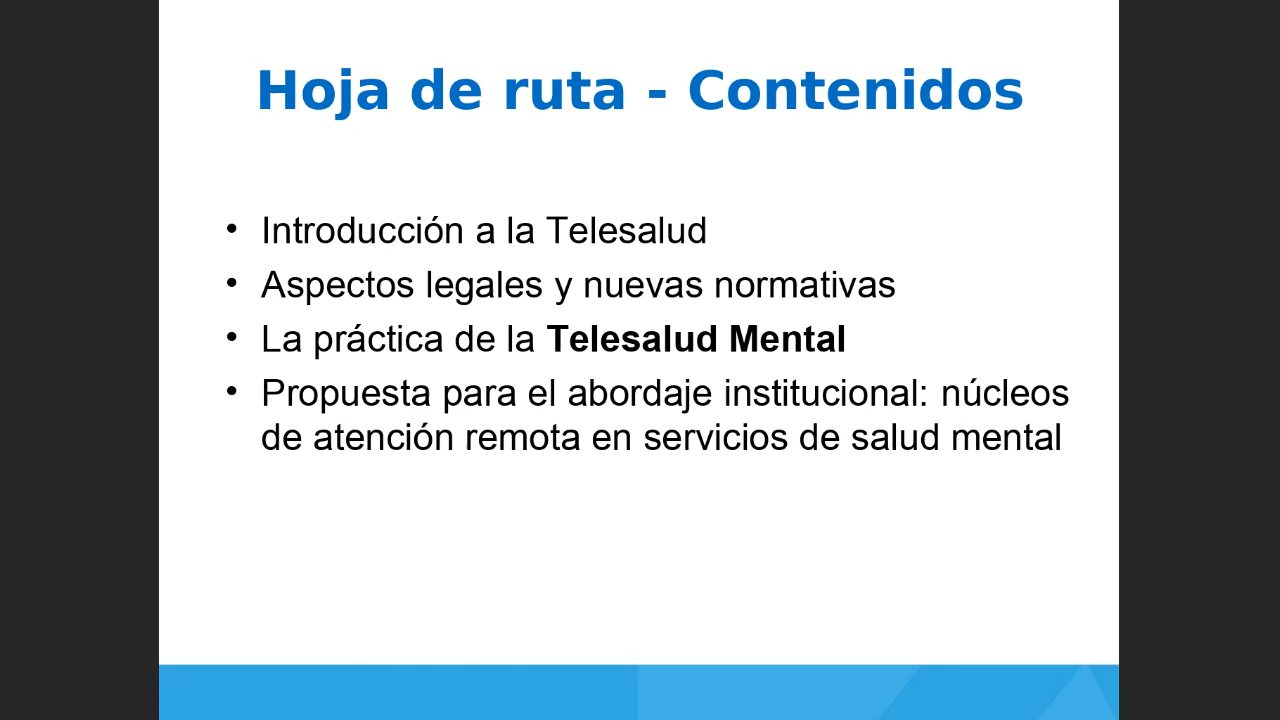 Hoja de ruta - Contenidos
• Introducción a la Telesalud
• Aspectos legales y nuevas normativas
• La práctica de la Telesalud Mental
• Propuesta para el abordaje institucional: núcleos
de atención remota en servicios de salud mental